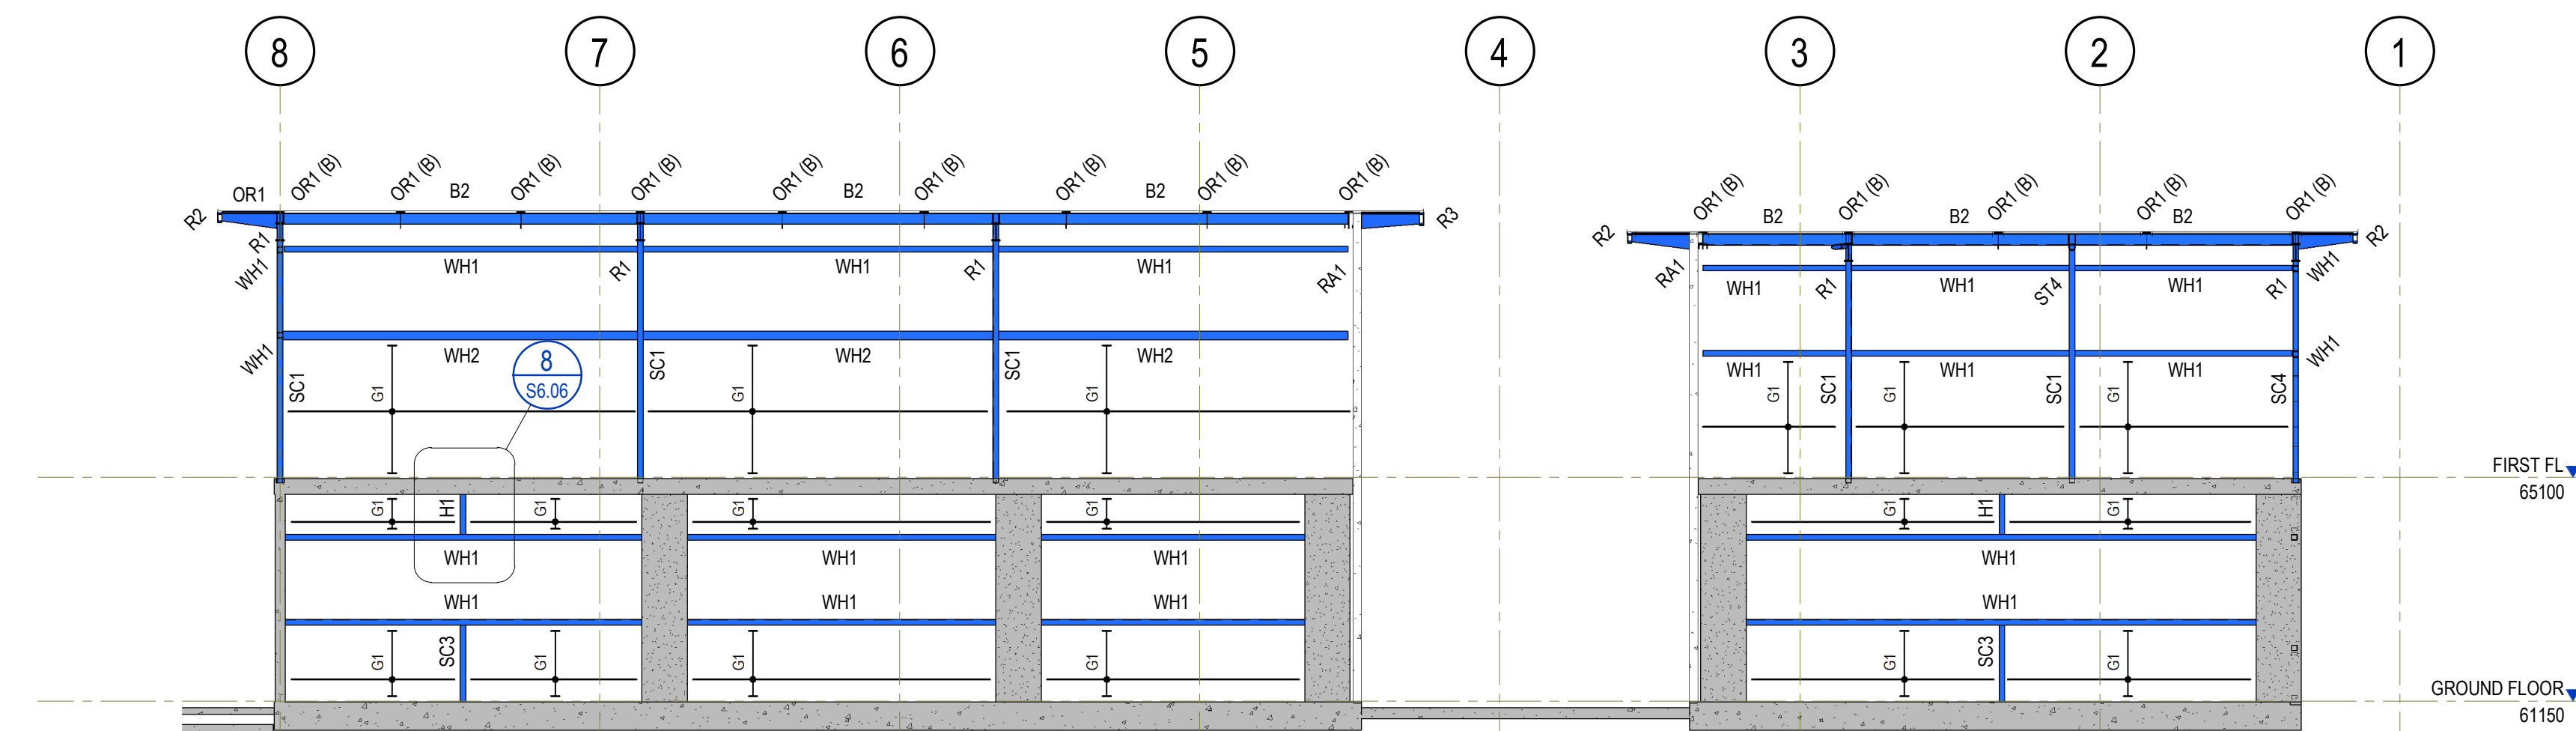 8 7 6 5 4 3 2 1
OR1 OR1 (B) OR1 (B) B2 OR1 (B) OR1 (B) OR1 (B) B2 OR1 (B) OR1 (B) B2 OR1 (B) OR1 (B)
OR1 (B) B2 OR1 (B) B2 OR1 (B) OR1 (B) B2 OR1 (B)
R2 R3 R2 R2
R1 WH1 WH1 R1 WH1 R1 WH1 RA1
RA1 WH1 R1 WH1 ST4 WH1 R1 WH1
WH1 WH2 WH2 WH2
8
S6.06
WH1 WH1 WH1 WH1
SC1 G1 SC1 G1 SC1 G1
G1 SC1 G1 SC1 G1 SC4
FIRST FL
65100
G1 H1 G1 G1 G1 G1 H1 G1
WH1 WH1 WH1 WH1
WH1 WH1 WH1 WH1
G1 SC3 G1 G1 G1 G1 SC3 G1
GROUND FLOOR
61150